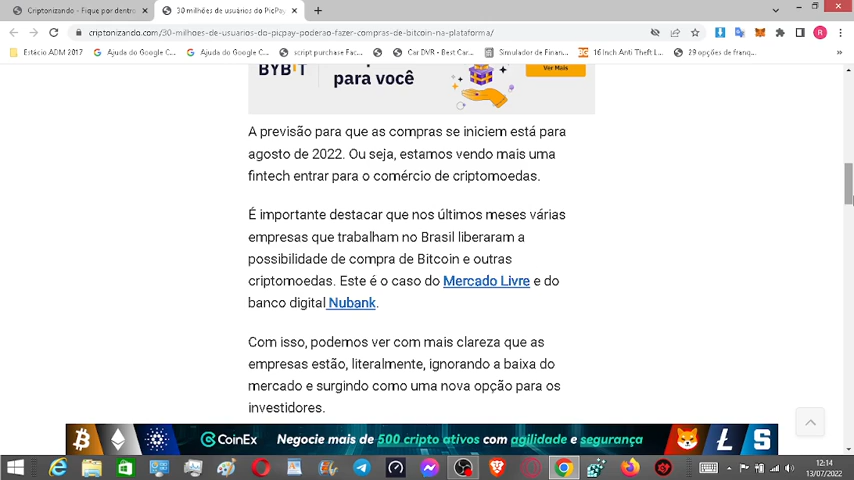 Criptonizando - Fique por dentro
30 milhões de usuários do PicPay
criptonizando.com/30-milhoes-de-usuarios-do-picpay-poderao-fazer-compras-de-bitcoin-na-plataforma/
R
Estácio ADM 2017
Ajuda do Google C...
Ajuda do Google C...
script purchase Fac...
Car DVR - Best Car...
Simulador de Finan...
16 Inch Anti Theft L...
29 opções de franq...
BYBIT
para você
Ver Mais
A previsão para que as compras se iniciem está para
agosto de 2022. Ou seja, estamos vendo mais uma
fintech entrar para o comércio de criptomoedas.
É importante destacar que nos últimos meses várias
empresas que trabalham no Brasil liberaram a
possibilidade de compra de Bitcoin e outras
criptomoedas. Este é o caso do Mercado Livre e do
banco digital Nubank.
Com isso, podemos ver com mais clareza que as
empresas estão, literalmente, ignorando a baixa do
mercado e surgindo como uma nova opção para os
investidores.
CoinEx Negocie mais de 500 cripto ativos com agilidade e segurança
12:14
13/07/2022